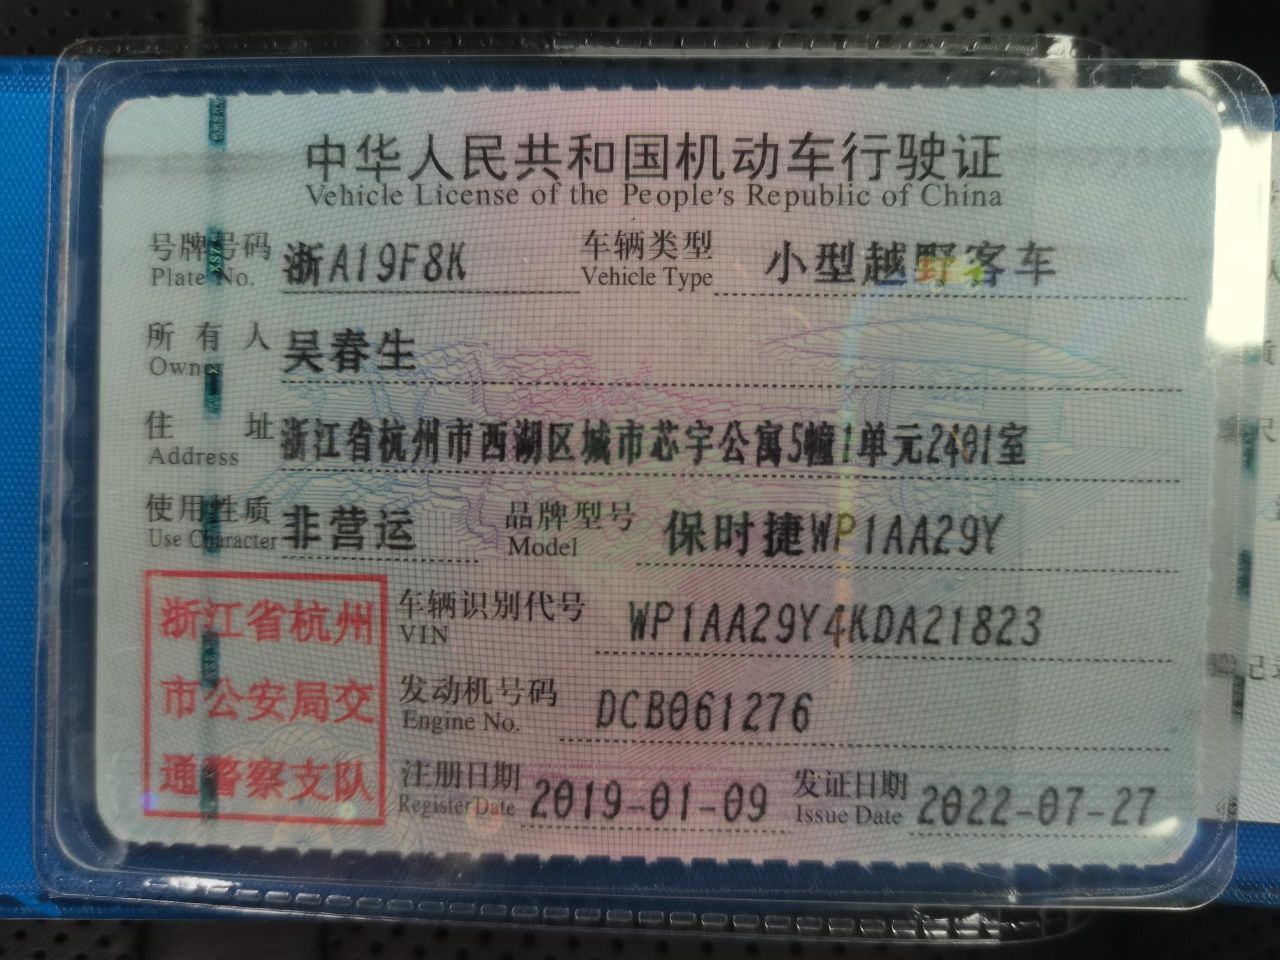 中华人民共和国机动车行驶证
Vehicle License of the People's Republic of China
号牌号码 浙A19F8K 车辆类型 小型越野客车
Plate No. Vehicle Type
所有人 吴春生
Owner
住址 浙江省杭州市西湖区城市芯宇公寓5幢1单元2401室
Address
使用性质 非营运 品牌型号 保时捷WP1AA29Y
Use Character Model
浙江省杭州
市公安局交
通警察支队
车辆识别代号 WP1AA29Y4KDA21823
VIN
发动机号码 DCB061276
Engine No.
注册日期 2019-01-09 发证日期 2022-07-27
Register Date Issue Date